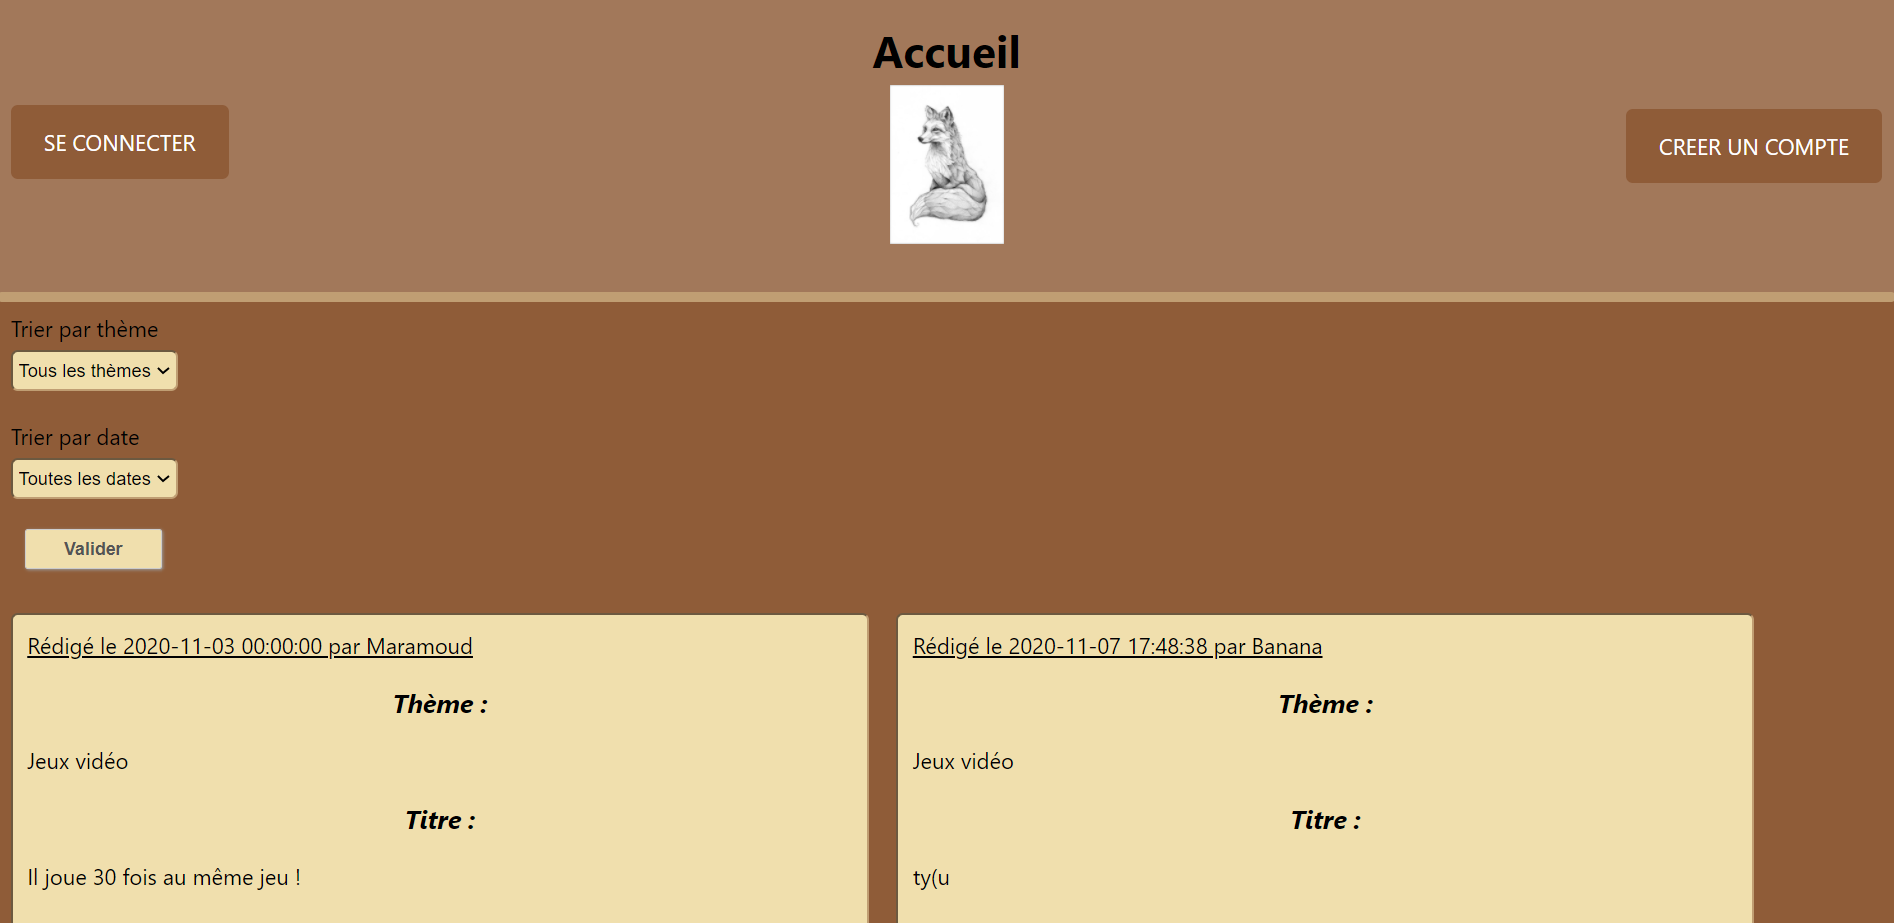 Accueil
SE CONNECTER
CREER UN COMPTE
Trier par thème
Tous les thèmes
Trier par date
Toutes les dates
Valider
Rédigé le 2020-11-03 00:00:00 par Maramoud
Thème :
Jeux vidéo
Titre :
Il joue 30 fois au même jeu !
Rédigé le 2020-11-07 17:48:38 par Banana
Thème :
Jeux vidéo
Titre :
ty(u